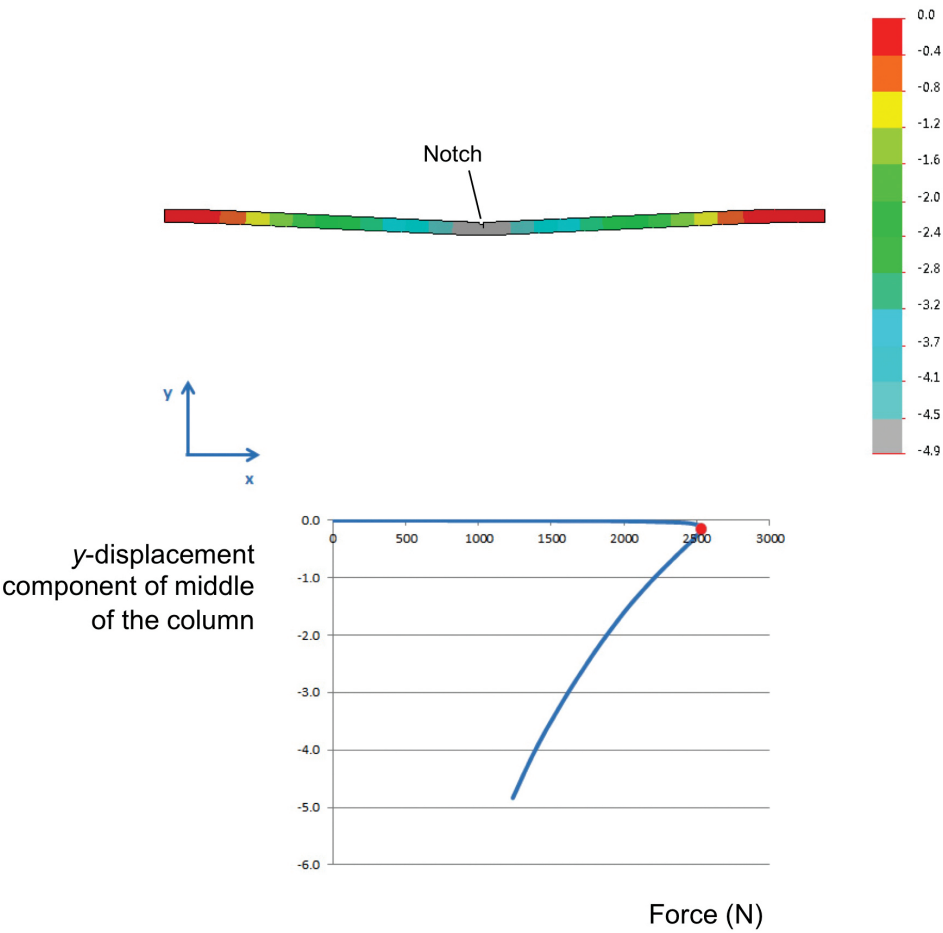 0.0
-0.4
-0.8
-1.2
-1.6
-2.0
-2.4
-2.8
-3.2
-3.7
-4.1
-4.5
-4.9
Notch
y
x
y-displacement
component of middle
of the column
0.0
-1.0
-2.0
-3.0
-4.0
-5.0
-6.0
0 500 1000 1500 2000 2500 3000
Force (N)